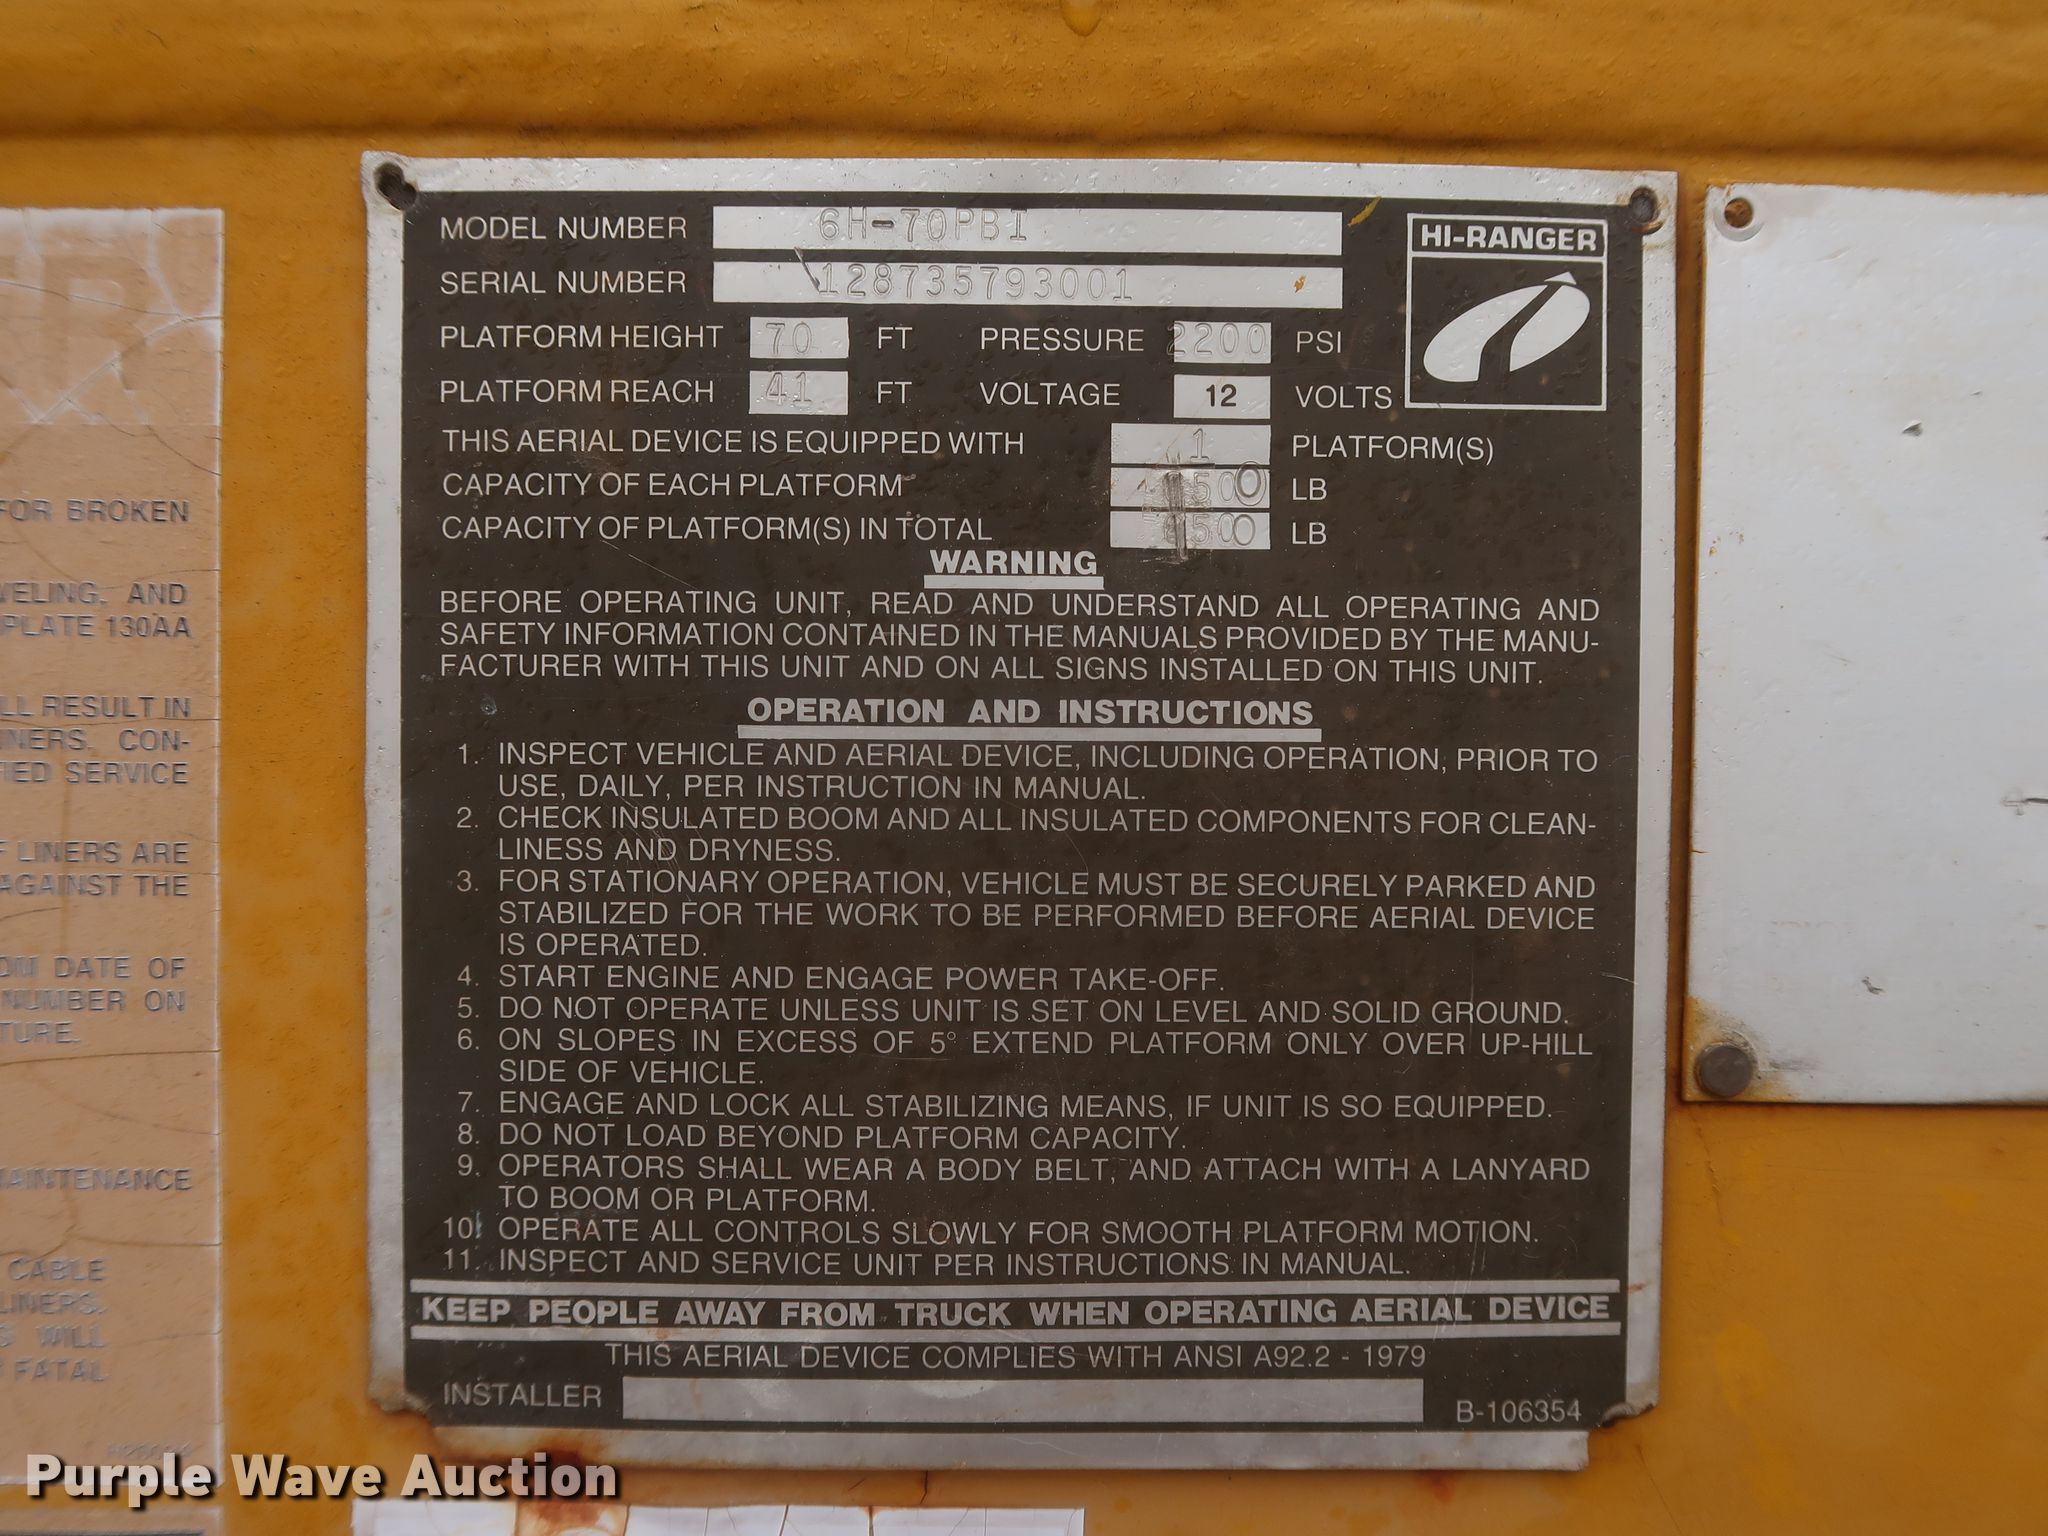 MODEL NUMBER 6H-70PBI
HI-RANGER
SERIAL NUMBER 128735793001
PLATFORM HEIGHT 70 FT PRESSURE 2200 PSI
PLATFORM REACH 41 FT VOLTAGE 12 VOLTS
THIS AERIAL DEVICE IS EQUIPPED WITH 1 PLATFORM(S)
CAPACITY OF EACH PLATFORM LB
CAPACITY OF PLATFORM(S) IN TOTAL LB
WARNING
BEFORE OPERATING UNIT, READ AND UNDERSTAND ALL OPERATING AND
SAFETY INFORMATION CONTAINED IN THE MANUALS PROVIDED BY THE MANU-
FACTURER WITH THIS UNIT AND ON ALL SIGNS INSTALLED ON THIS UNIT.
OPERATION AND INSTRUCTIONS
1. INSPECT VEHICLE AND AERIAL DEVICE, INCLUDING OPERATION, PRIOR TO
USE, DAILY, PER INSTRUCTION IN MANUAL.
2. CHECK INSULATED BOOM AND ALL INSULATED COMPONENTS FOR CLEAN-
LINESS AND DRYNESS.
3. FOR STATIONARY OPERATION, VEHICLE MUST BE SECURELY PARKED AND
STABILIZED FOR THE WORK TO BE PERFORMED BEFORE AERIAL DEVICE
IS OPERATED.
4. START ENGINE AND ENGAGE POWER TAKE-OFF.
5. DO NOT OPERATE UNLESS UNIT IS SET ON LEVEL AND SOLID GROUND.
6. ON SLOPES IN EXCESS OF 5° EXTEND PLATFORM ONLY OVER UP-HILL
SIDE OF VEHICLE.
7. ENGAGE AND LOCK ALL STABILIZING MEANS, IF UNIT IS SO EQUIPPED.
8. DO NOT LOAD BEYOND PLATFORM CAPACITY.
9. OPERATORS SHALL WEAR A BODY BELT, AND ATTACH WITH A LANYARD
TO BOOM OR PLATFORM.
10. OPERATE ALL CONTROLS SLOWLY FOR SMOOTH PLATFORM MOTION.
11. INSPECT AND SERVICE UNIT PER INSTRUCTIONS IN MANUAL.
KEEP PEOPLE AWAY FROM TRUCK WHEN OPERATING AERIAL DEVICE
THIS AERIAL DEVICE COMPLIES WITH ANSI A92.2 - 1979
INSTALLER B-106354
FOR BROKEN
VELING, AND
PLATE 130AA
LL RESULT IN
NERS. CON-
FIED SERVICE
F LINERS ARE
AGAINST THE
OM DATE OF
NUMBER ON
TURE.
MAINTENANCE
CABLE
LINERS.
WILL
FATAL
Purple Wave Auction